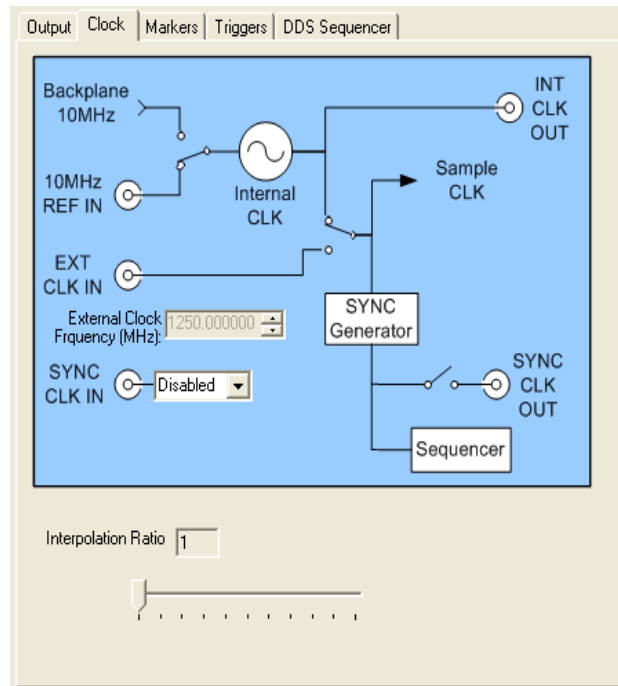 Output Clock Markers Triggers DDS Sequencer
Backplane
10MHz
INT
CLK
OUT
10MHz
REF IN
Internal
CLK
Sample
CLK
EXT
CLK IN
External Clock
Frquency (MHz):
1250.000000
SYNC
Generator
SYNC
CLK IN
Disabled
SYNC
CLK
OUT
Sequencer
Interpolation Ratio 1